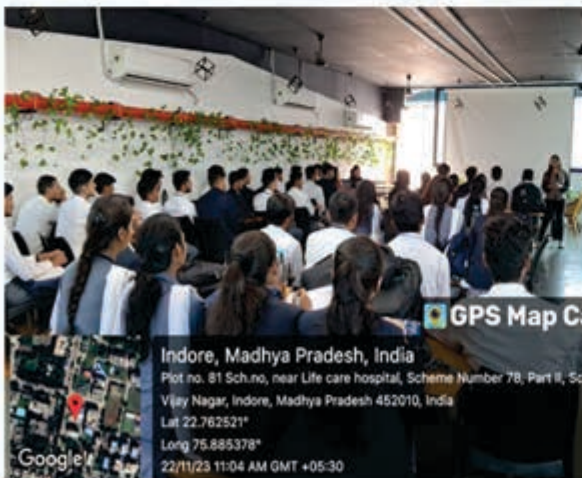 GPS Map Ca
Indore, Madhya Pradesh, India
Plot no. 81 Sch.no, near Life care hospital, Scheme Number 78, Part II, Sc
Vijay Nagar, Indore, Madhya Pradesh 452010, India
Lat 22.762521°
Long 75.885378°
22/11/23 11:04 AM GMT +05:30
Google